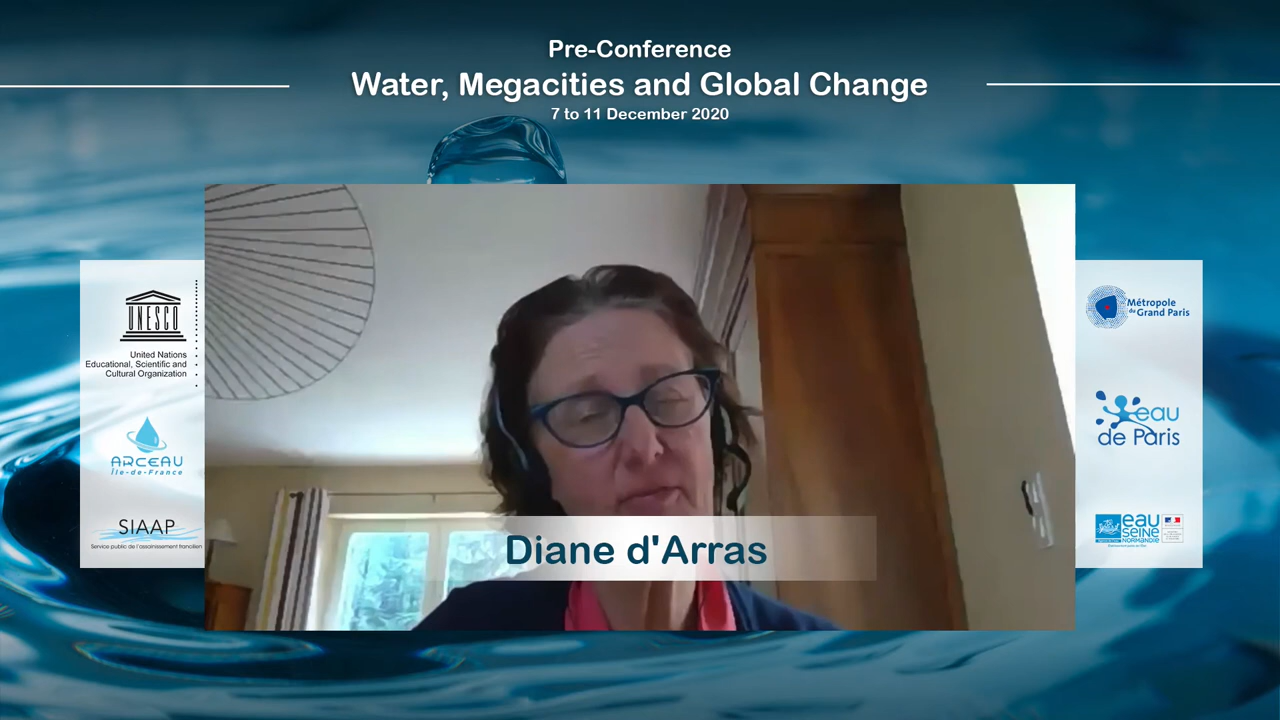 Pre-Conference
Water, Megacities and Global Change
7 to 11 December 2020
UNESCO
United Nations
Educational, Scientific and
Cultural Organization
ARCEAU
Île-de-France
SIAAP
Service public de l'assainissement francilien
Métropole
du Grand Paris
eau
de Paris
eau
SEINE
NORMANDIE
Diane d'Arras